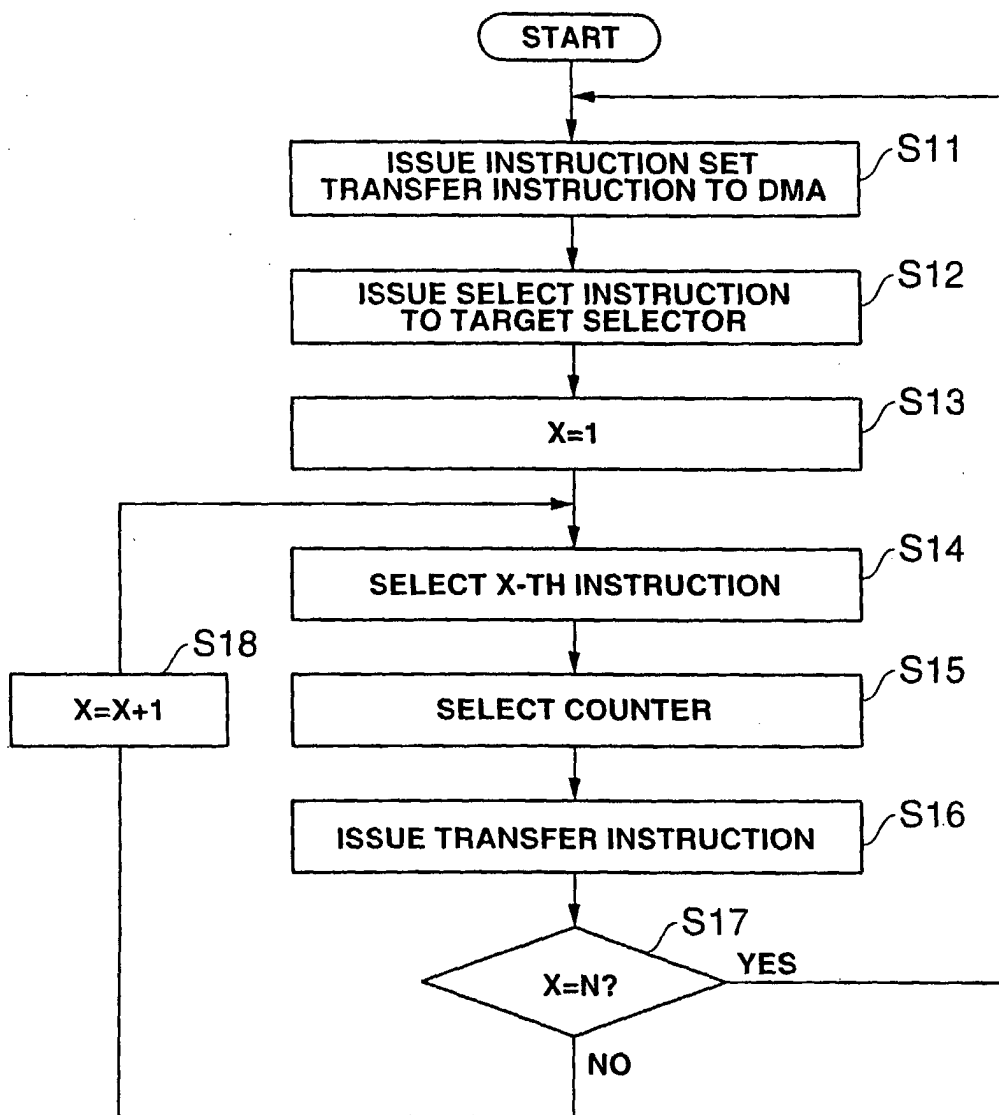 START
S11
ISSUE INSTRUCTION SET
TRANSFER INSTRUCTION TO DMA
S12
ISSUE SELECT INSTRUCTION
TO TARGET SELECTOR
S13
X=1
S14
SELECT X-TH INSTRUCTION
S18
X=X+1
S15
SELECT COUNTER
S16
ISSUE TRANSFER INSTRUCTION
S17
X=N?
YES
NO